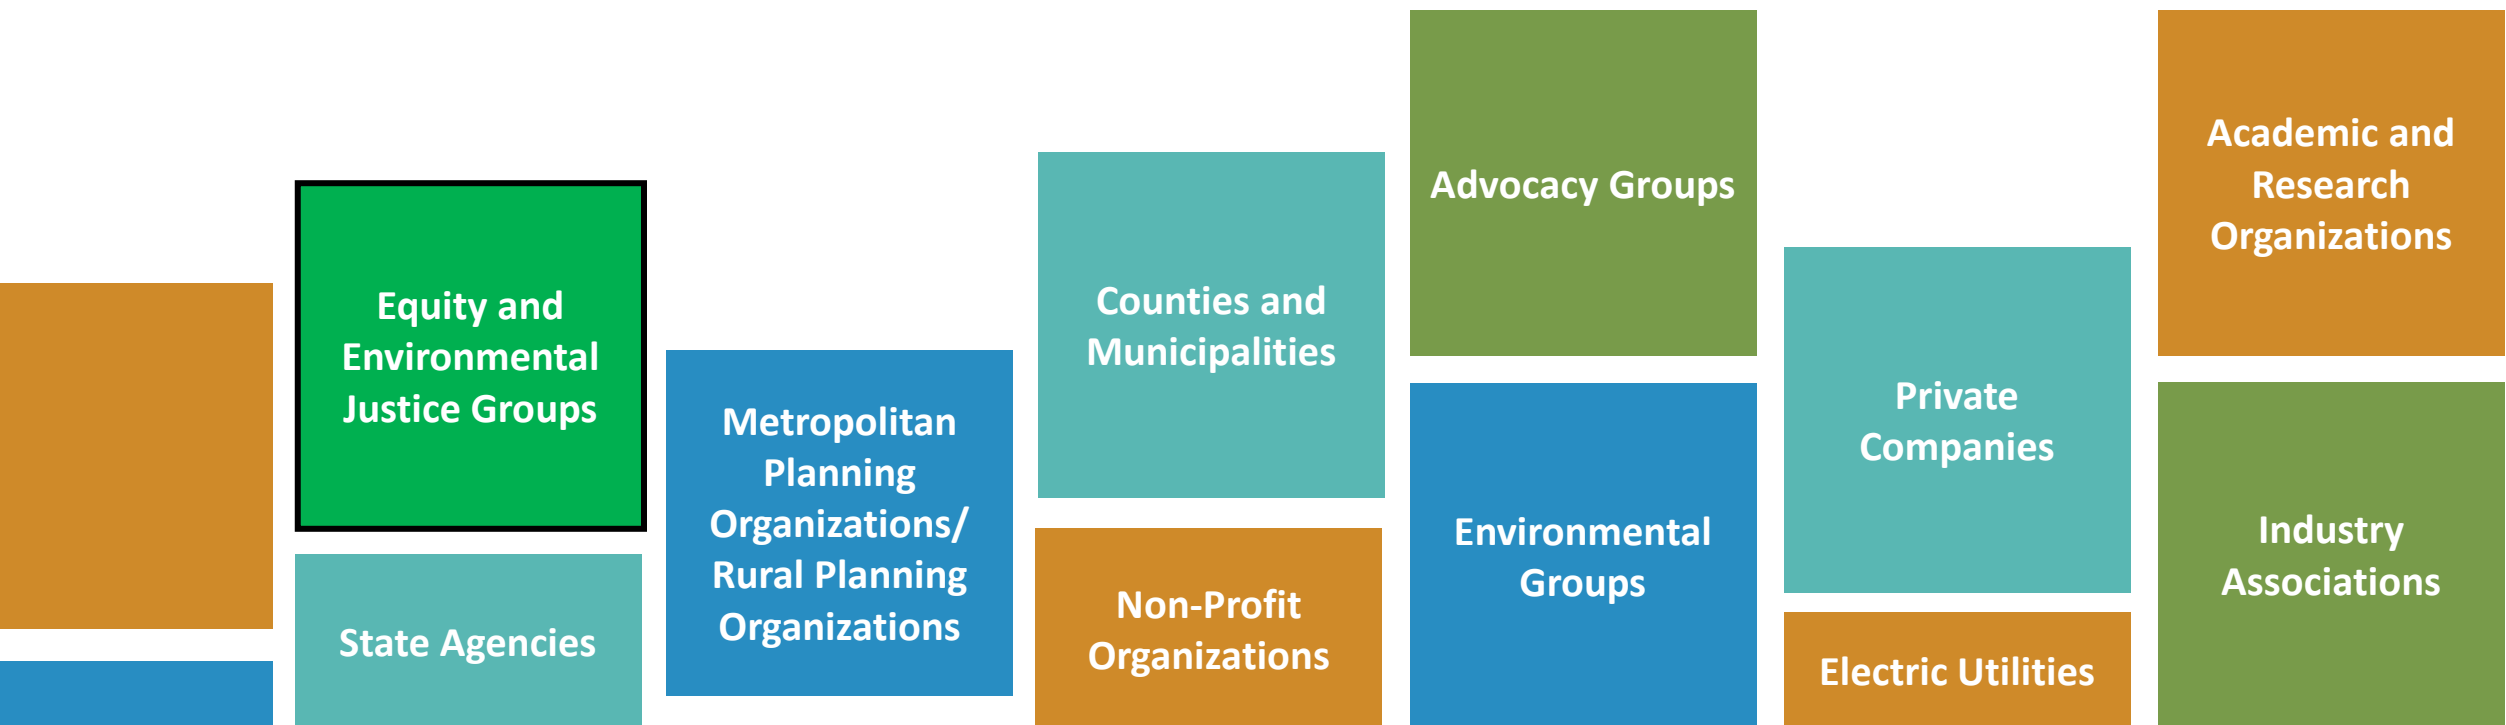 Equity and
Environmental
Justice Groups
State Agencies
Metropolitan
Planning
Organizations/
Rural Planning
Organizations
Counties and
Municipalities
Non-Profit
Organizations
Advocacy Groups
Environmental
Groups
Private
Companies
Electric Utilities
Academic and
Research
Organizations
Industry
Associations